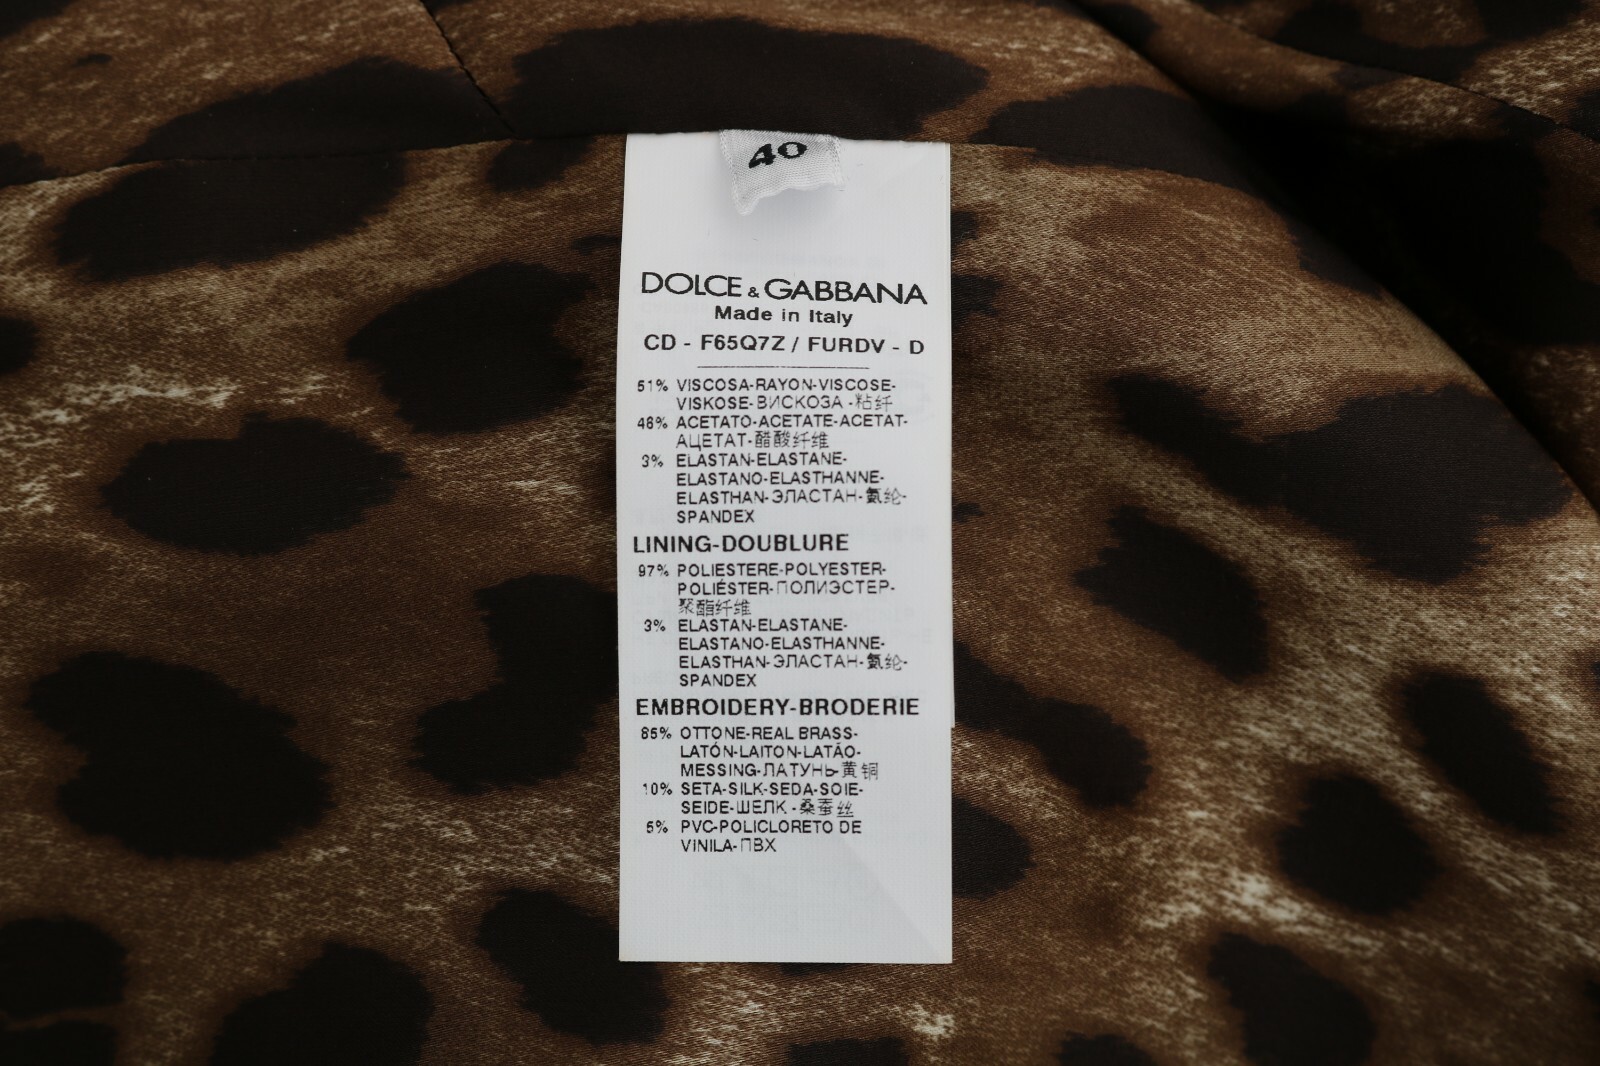 40
DOLCE & GABBANA
Made in Italy
CD - F65Q7Z / FURDV - D
51% VISCOSA-RAYON-VISCOSE-
VISKOSE-ВИСКОЗА -粘纤
46% ACETATO-ACETATE-ACETAT-
АЦЕТАТ-醋酸纤维
3% ELASTAN-ELASTANE-
ELASTANO-ELASTHANNE-
ELASTHAN-ЭЛАСТАН-氨纶-
SPANDEX
LINING-DOUBLURE
97% POLIESTERE-POLYESTER-
POLIÉSTER-ПОЛИЭСТЕР-
聚酯纤维
3% ELASTAN-ELASTANE-
ELASTANO-ELASTHANNE-
ELASTHAN-ЭЛАСТАН-氨纶-
SPANDEX
EMBROIDERY-BRODERIE
85% OTTONE-REAL BRASS-
LATÓN-LAITON-LATÃO-
MESSING-ЛАТУНЬ-黄铜
10% SETA-SILK-SEDA-SOIE-
SEIDE-ШЕЛК -桑蚕丝
5% PVC-POLICLORETO DE
VINILA-ПВХ